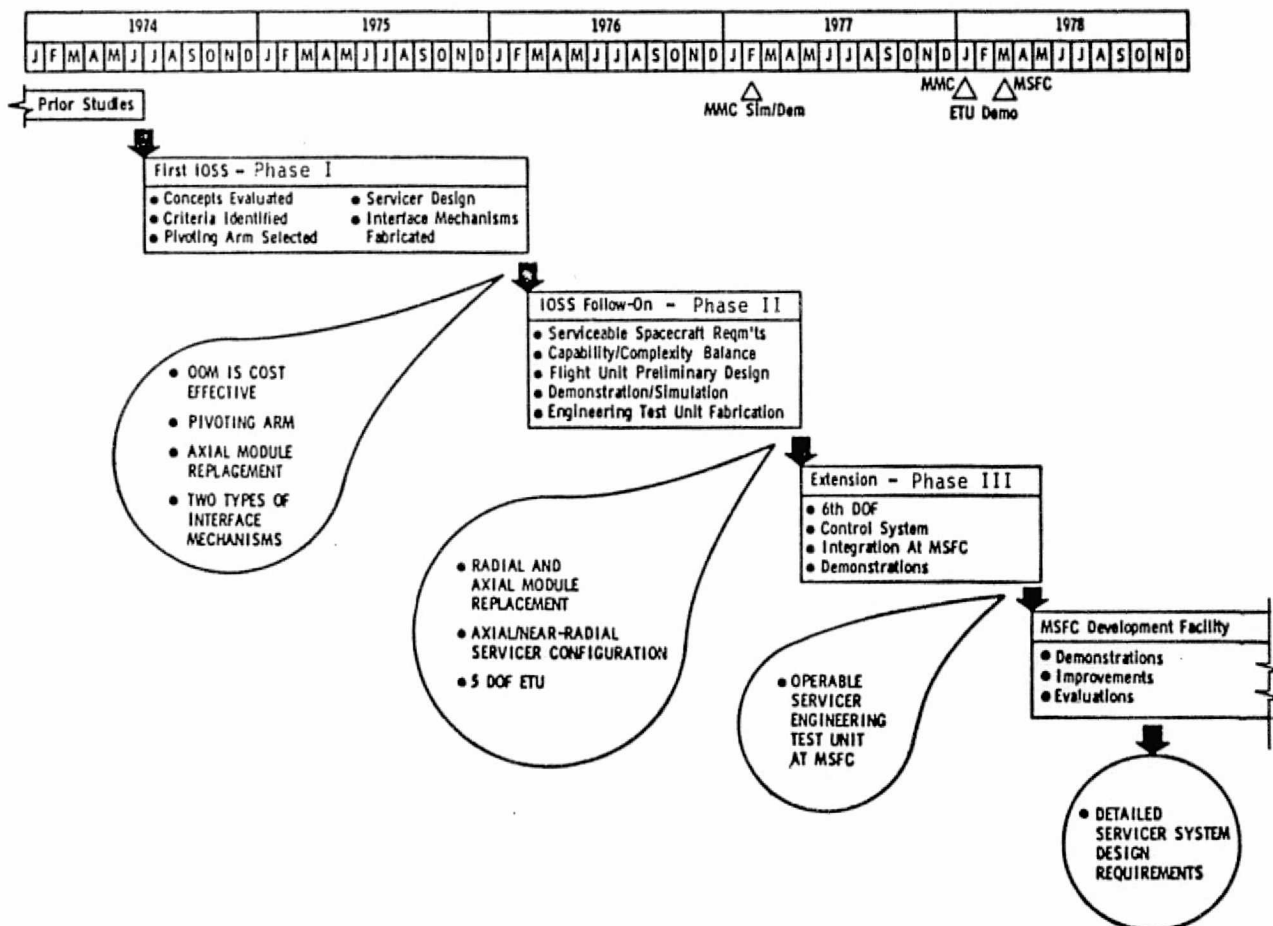 1974 1975 1976 1977 1978
J F M A M J J A S O N D J F M A M J J A S O N D J F M A M J J A S O N D J F M A M J J A S O N D J F M A M J J A S O N D
Prior Studies
MMC Sim/Dem
MMC
MSFC
ETU Demo
First IOSS - Phase I
• Concepts Evaluated
• Criteria Identified
• Pivoting Arm Selected
• Servicer Design
• Interface Mechanisms
Fabricated
IOSS Follow-On - Phase II
• Serviceable Spacecraft Reqm'ts
• Capability/Complexity Balance
• Flight Unit Preliminary Design
• Demonstration/Simulation
• Engineering Test Unit Fabrication
• OOM IS COST
EFFECTIVE
• PIVOTING ARM
• AXIAL MODULE
REPLACEMENT
• TWO TYPES OF
INTERFACE
MECHANISMS
Extension - Phase III
• 6th DOF
• Control System
• Integration At MSFC
• Demonstrations
• RADIAL AND
AXIAL MODULE
REPLACEMENT
• AXIAL/NEAR-RADIAL
SERVICER CONFIGURATION
• 5 DOF ETU
MSFC Development Facility
• Demonstrations
• Improvements
• Evaluations
• OPERABLE
SERVICER
ENGINEERING
TEST UNIT
AT MSFC
• DETAILED
SERVICER SYSTEM
DESIGN
REQUIREMENTS